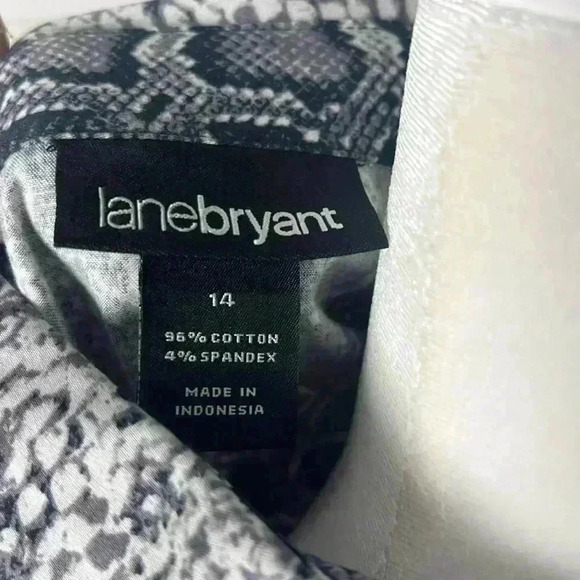 lanebryant
14
96% COTTON
4% SPANDEX
MADE IN
INDONESIA